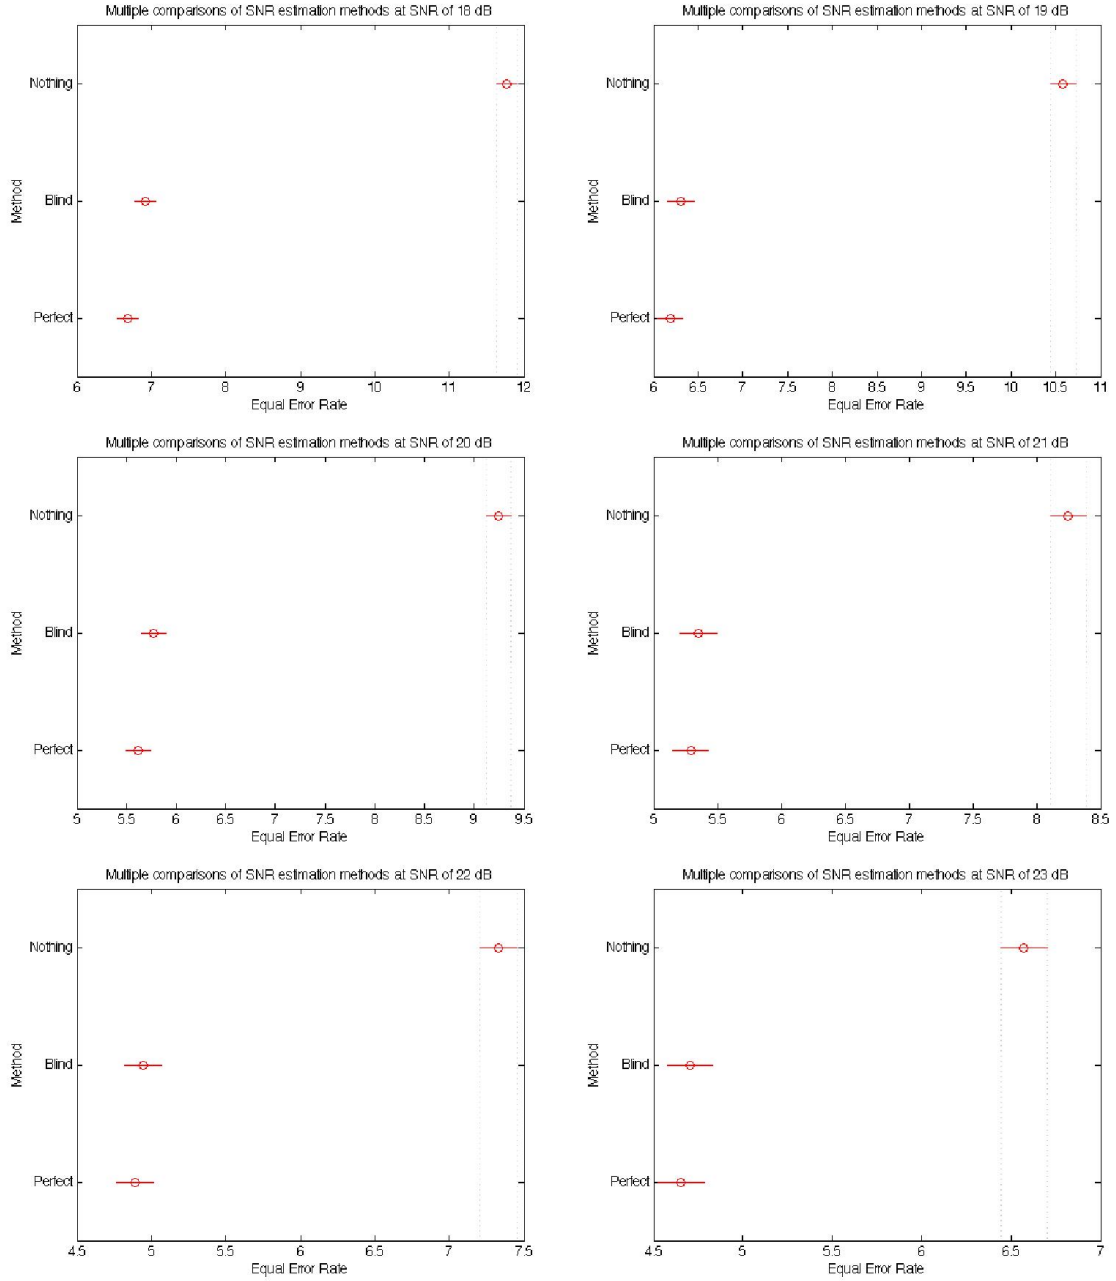 Multiple comparisons of SNR estimation methods at SNR of 18 dB
Nothing
Blind
Perfect
Method
6 7 8 9 10 11 12
Equal Error Rate
Multiple comparisons of SNR estimation methods at SNR of 19 dB
Nothing
Blind
Perfect
Method
6 6.5 7 7.5 8 8.5 9 9.5 10 10.5 11
Equal Error Rate
Multiple comparisons of SNR estimation methods at SNR of 20 dB
Nothing
Blind
Perfect
Method
5 5.5 6 6.5 7 7.5 8 8.5 9 9.5
Equal Error Rate
Multiple comparisons of SNR estimation methods at SNR of 21 dB
Nothing
Blind
Perfect
Method
5 5.5 6 6.5 7 7.5 8 8.5
Equal Error Rate
Multiple comparisons of SNR estimation methods at SNR of 22 dB
Nothing
Blind
Perfect
Method
4.5 5 5.5 6 6.5 7 7.5
Equal Error Rate
Multiple comparisons of SNR estimation methods at SNR of 23 dB
Nothing
Blind
Perfect
Method
4.5 5 5.5 6 6.5 7
Equal Error Rate